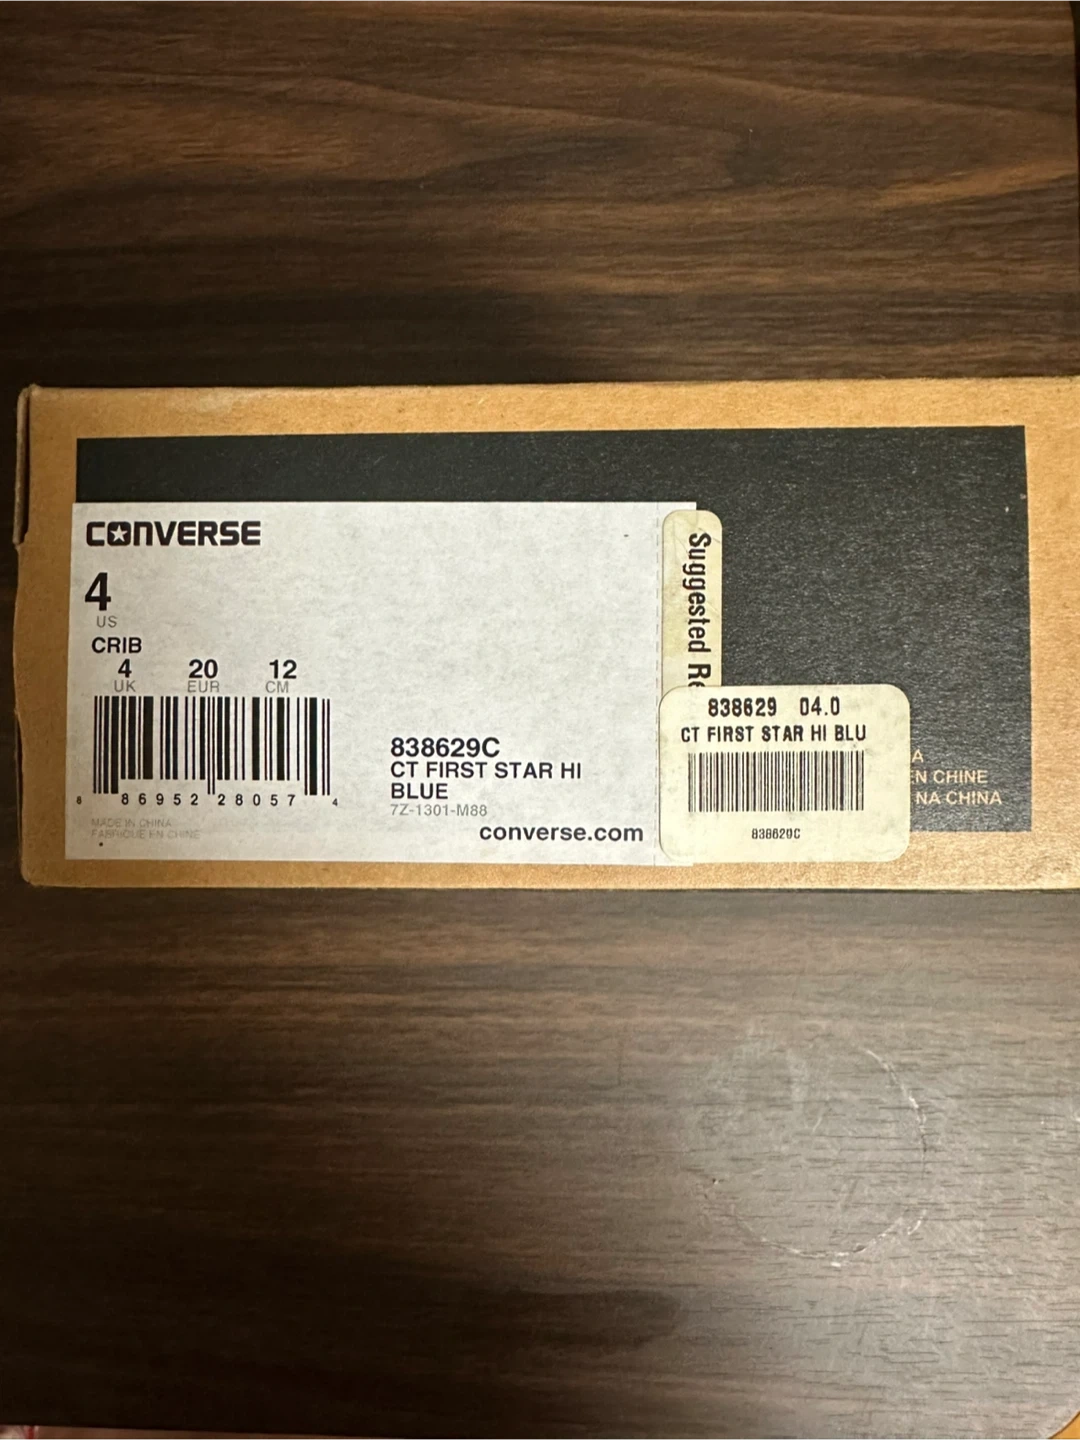 CONVERSE
4
US
CRIB
4 20 12
UK EUR CM
8 86952 28057 4
MADE IN CHINA
FABRIQUE EN CHINE
838629C
CT FIRST STAR HI
BLUE
7Z-1301-M88
converse.com
Suggested Re
838629 04.0
CT FIRST STAR HI BLU
838629C
A
EN CHINE
NA CHINA